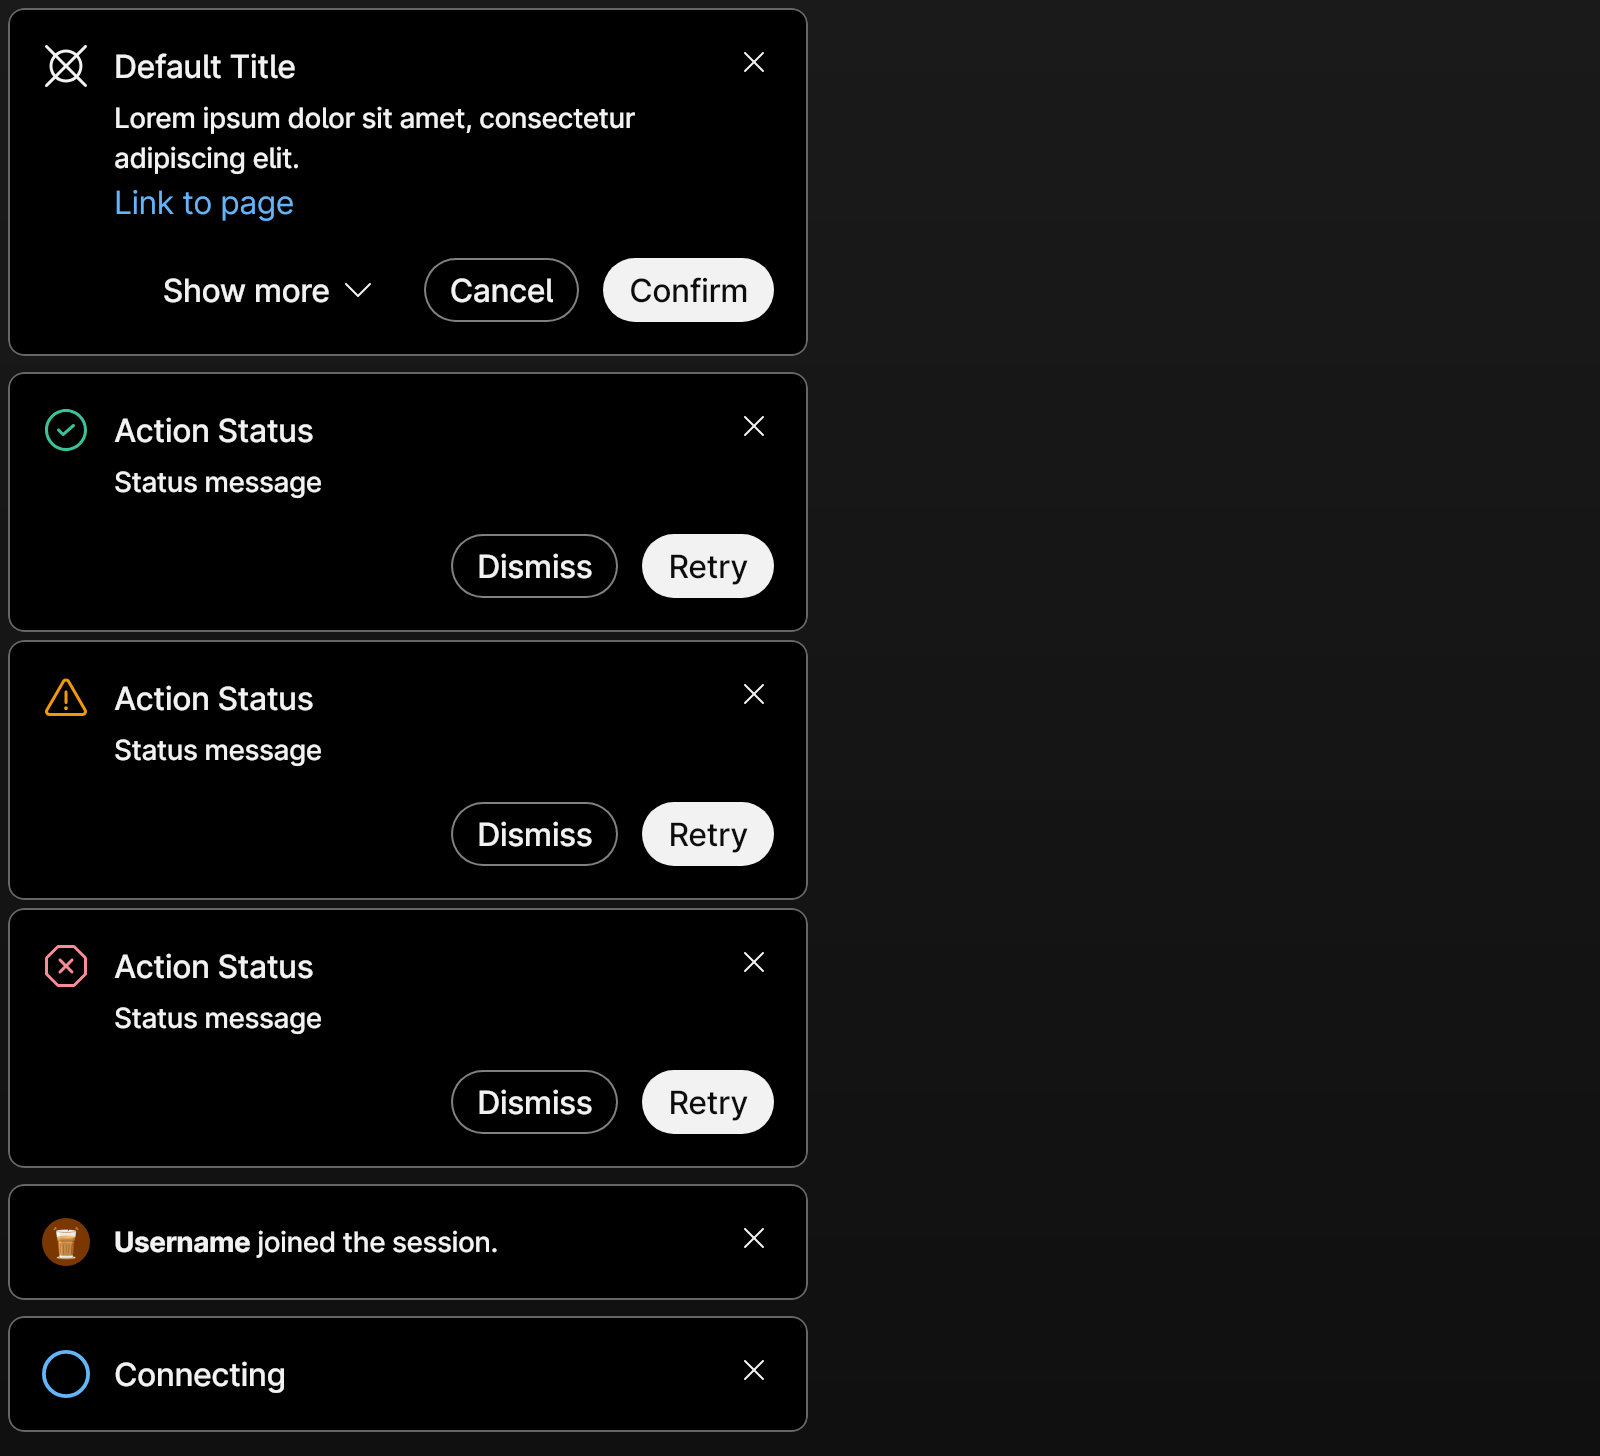 Default Title
Lorem ipsum dolor sit amet, consectetur
adipiscing elit.
Link to page
Show more
Cancel
Confirm
Action Status
Status message
Dismiss
Retry
Action Status
Status message
Dismiss
Retry
Action Status
Status message
Dismiss
Retry
Username joined the session.
Connecting